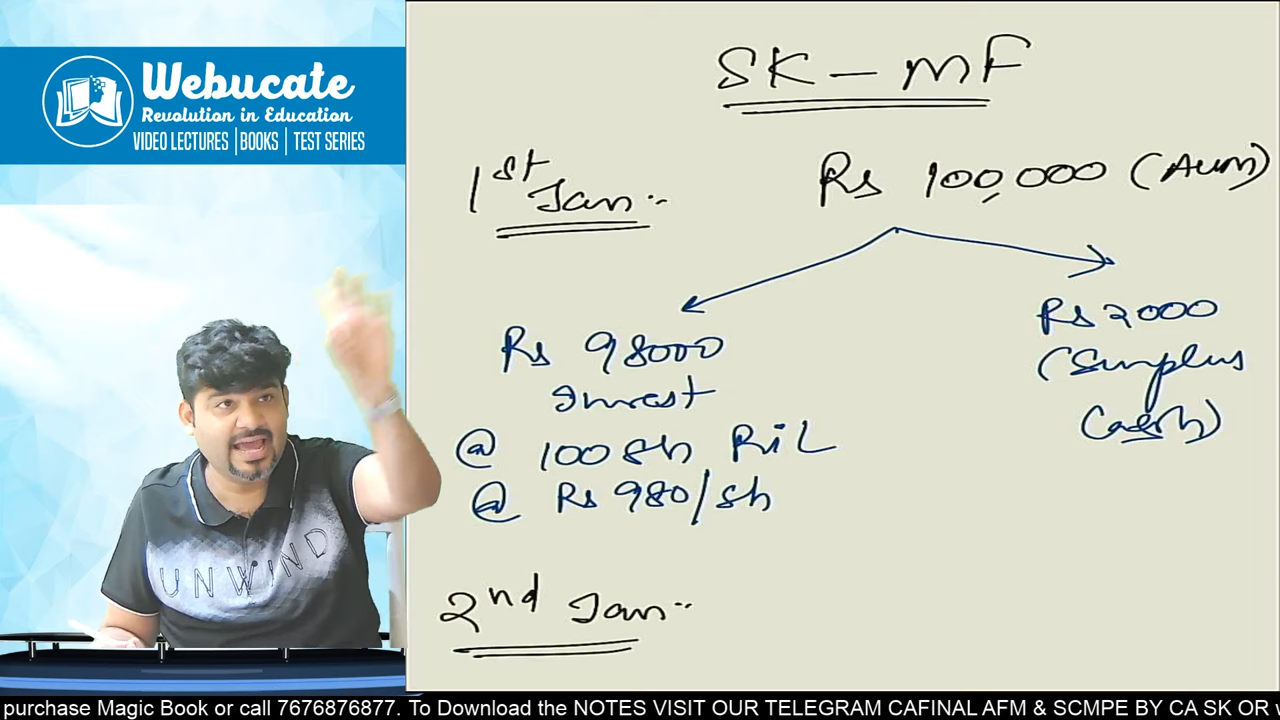 Webucate
Revolution in Education
VIDEO LECTURES | BOOKS | TEST SERIES
UNWIND
SK - MF
1st Jan :-
Rs 100,000 (Aum)
Rs 98000
Invest
@ 100 Sh RiL
@ Rs 980/sh
Rs 2000
(Surplus
Cash)
2nd Jan :-
purchase Magic Book or call 7676876877. To Download the NOTES VISIT OUR TELEGRAM CAFINAL AFM & SCMPE BY CA SK OR